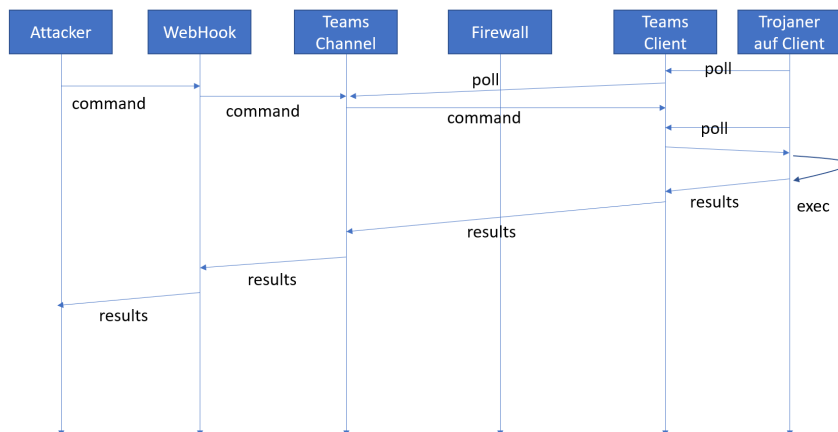 Attacker
WebHook
Teams
Channel
Firewall
Teams
Client
Trojaner
auf Client
poll
poll
command
command
command
poll
results
exec
results
results
results